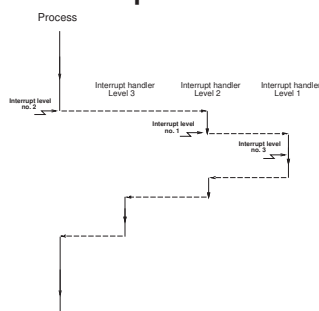 Process
Interrupt handler
Level 3
Interrupt handler
Level 2
Interrupt handler
Level 1
Interrupt level
no. 2
Interrupt level
no. 1
Interrupt level
no. 3